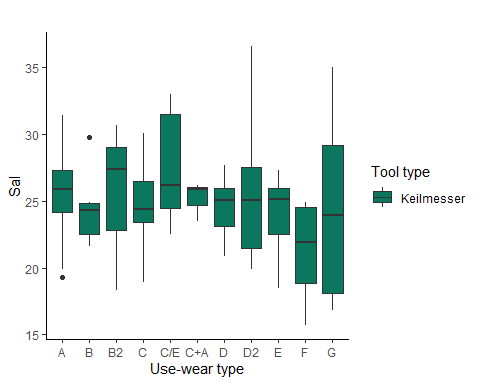 35
30
25
20
15
Sal
A B B2 C C/E C+A D D2 E F G
Use-wear type
Tool type
Keilmesser